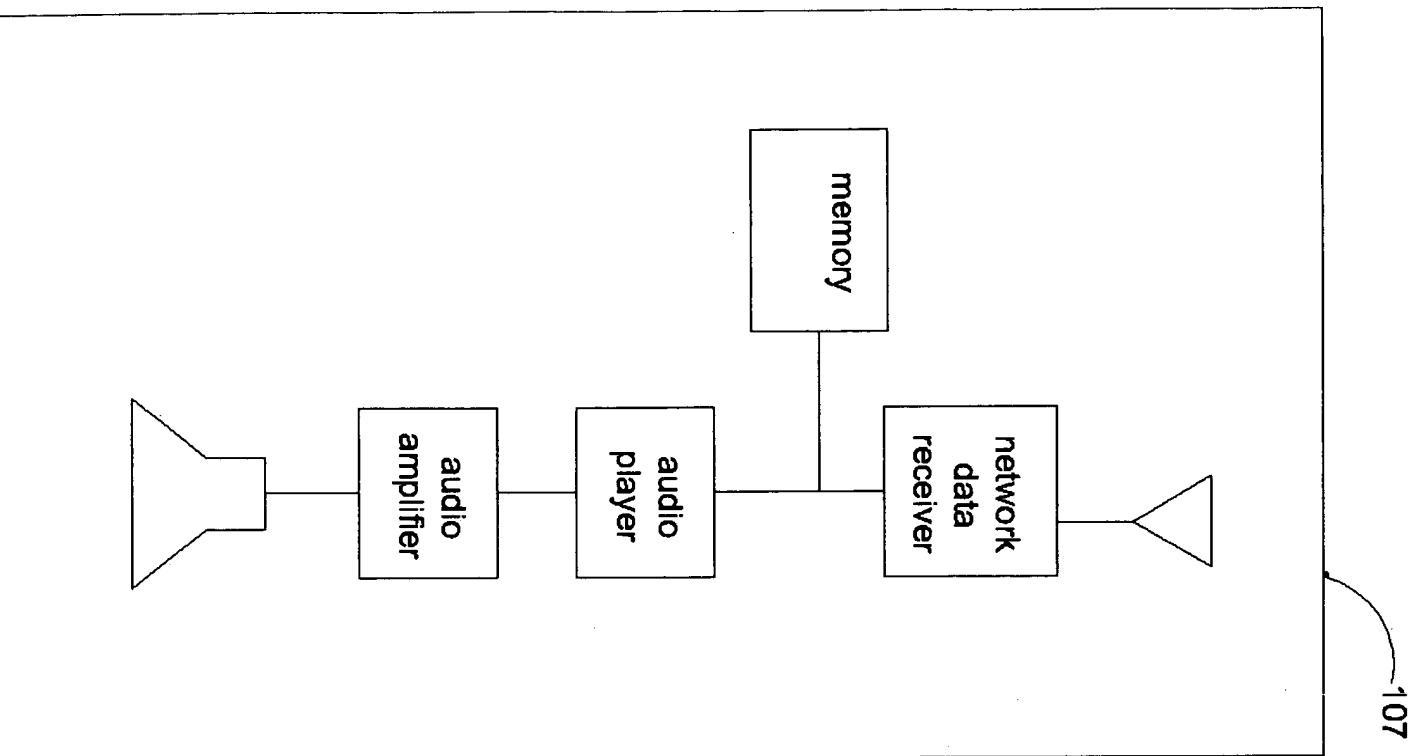 107
memory
network
data
receiver
audio
player
audio
amplifier